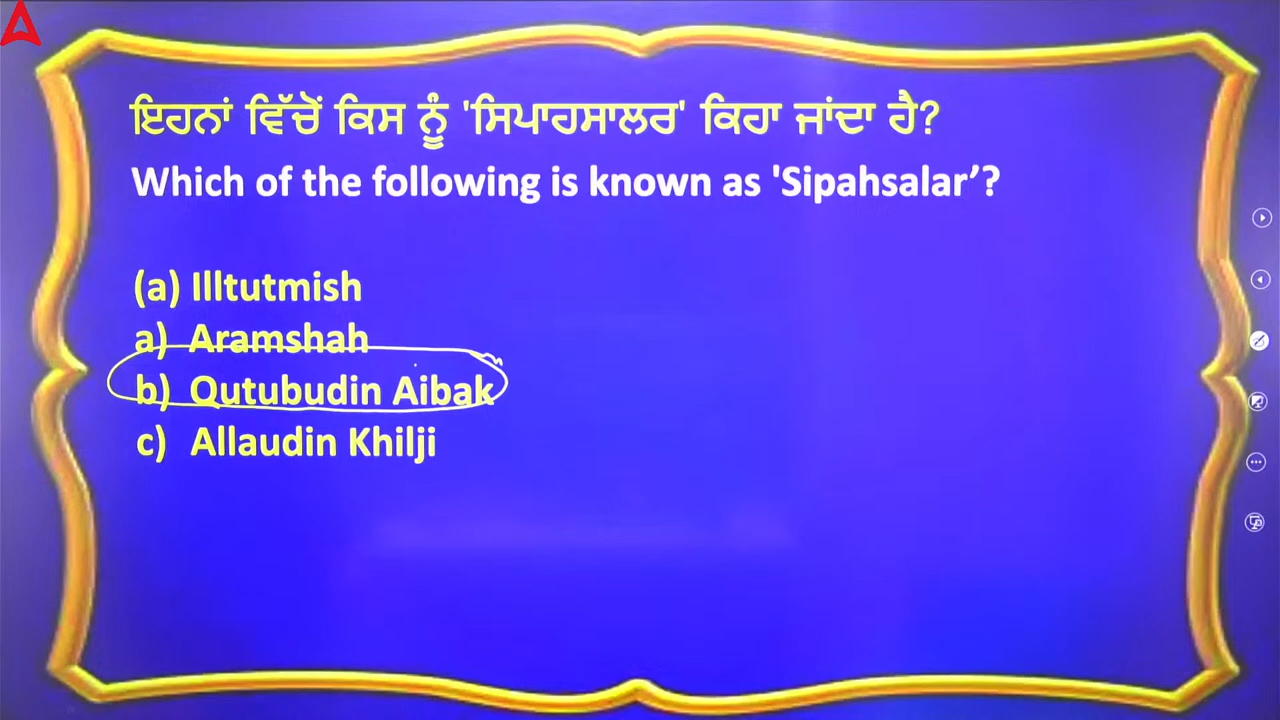 ਇਹਨਾਂ ਵਿੱਚੋਂ ਕਿਸ ਨੂੰ 'ਸਿਪਾਹਸਾਲਰ' ਕਿਹਾ ਜਾਂਦਾ ਹੈ?
Which of the following is known as 'Sipahsalar’?
(a) Illtutmish
a) Aramshah
b) Qutubudin Aibak
c) Allaudin Khilji